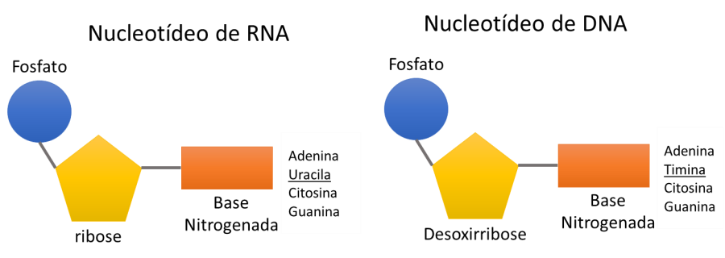 Nucleotídeo de RNA
Fosfato
Adenina
Uracila
Citosina
Guanina
Base
Nitrogenada
ribose
Nucleotídeo de DNA
Fosfato
Adenina
Timina
Citosina
Guanina
Base
Nitrogenada
Desoxirribose